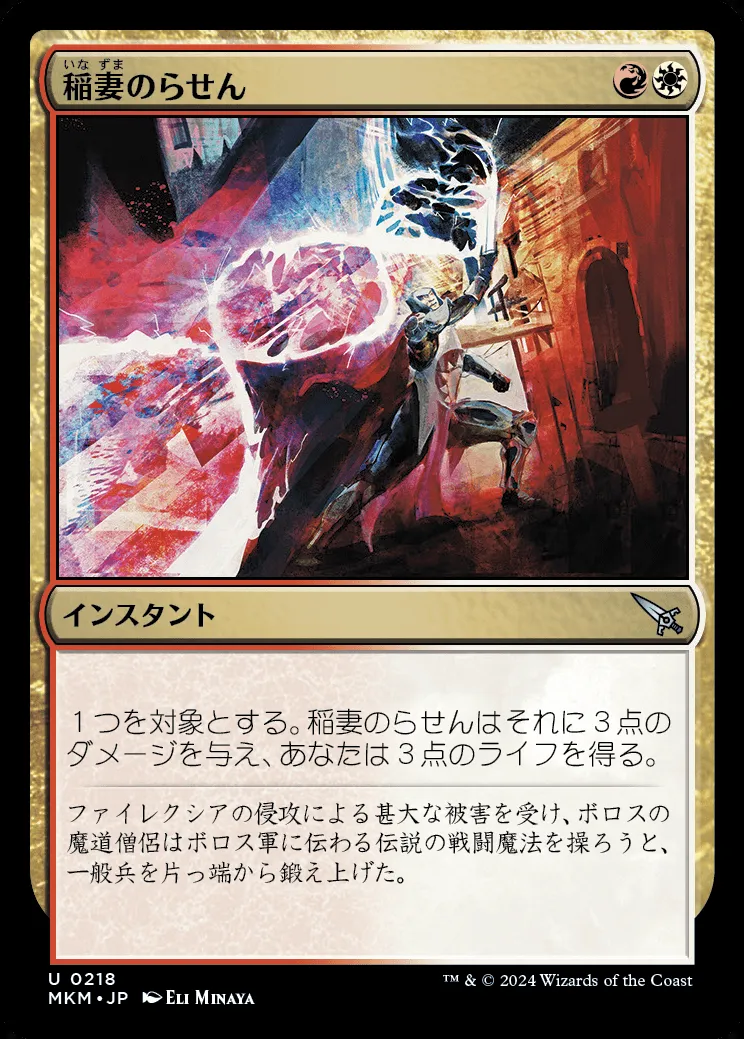 いな ずま
稲妻のらせん
インスタント
１つを対象とする。稲妻のらせんはそれに３点の
ダメージを与え、あなたは３点のライフを得る。
ファイレクシアの侵攻による甚大な被害を受け、ボロスの
魔道僧侶はボロス軍に伝わる伝説の戦闘魔法を操ろうと、
一般兵を片っ端から鍛え上げた。
U 0218
™ & © 2024 Wizards of the Coast
MKM • JP Eli Minaya